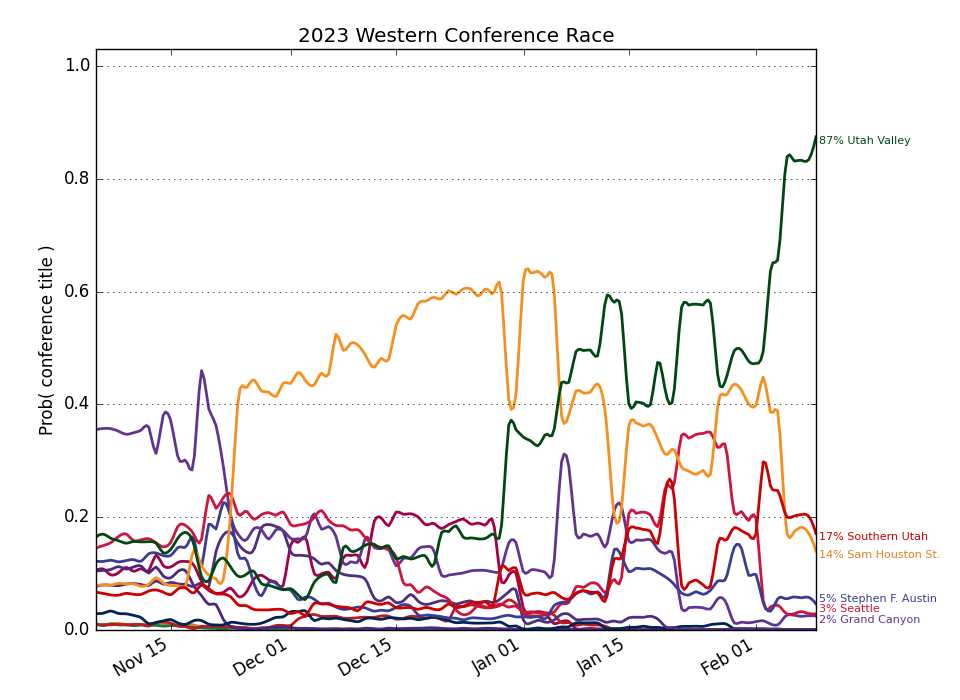 2023 Western Conference Race
Prob( conference title )
1.0
0.8
0.6
0.4
0.2
0.0
87% Utah Valley
17% Southern Utah
14% Sam Houston St.
5% Stephen F. Austin
3% Seattle
2% Grand Canyon
Nov 15
Dec 01
Dec 15
Jan 01
Jan 15
Feb 01